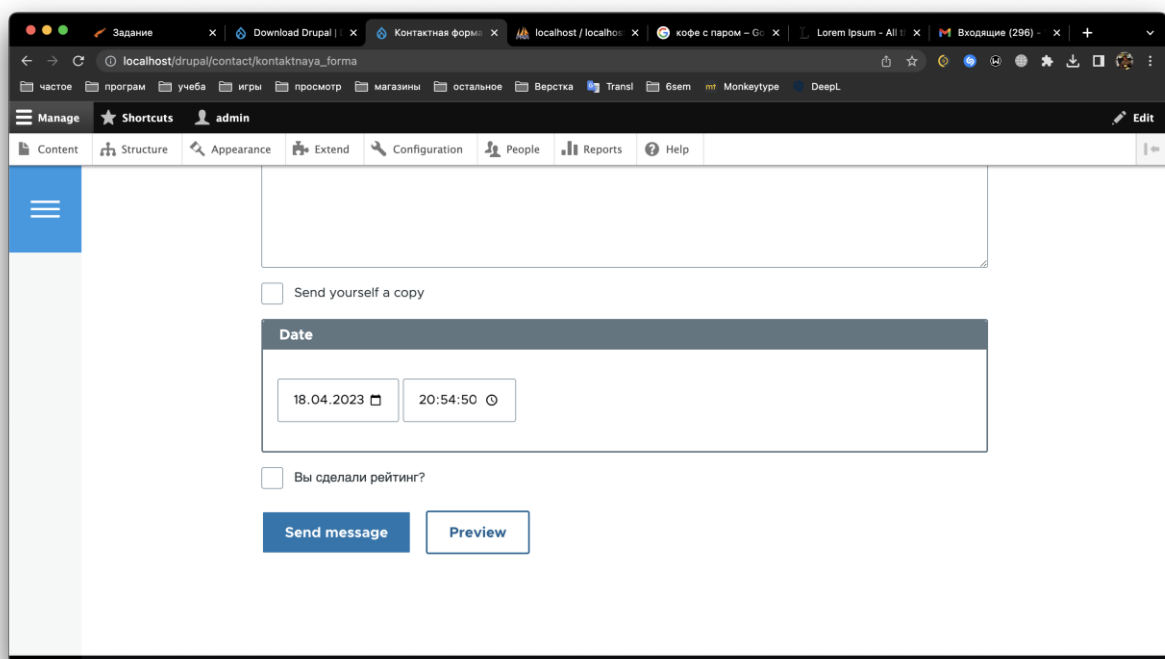 Задание
Download Drupal |
Контактная форма
localhost / localhos
кофе с паром – Go
Lorem Ipsum - All t
Входящие (296) -
localhost/drupal/contact/kontaktnaya_forma
частое програм учеба игры просмотр магазины остальное Верстка Transl 6sem mt Monkeytype DeepL
Manage Shortcuts admin Edit
Content Structure Appearance Extend Configuration People Reports Help
Send yourself a copy
Date
18.04.2023 20:54:50
Вы сделали рейтинг?
Send message Preview